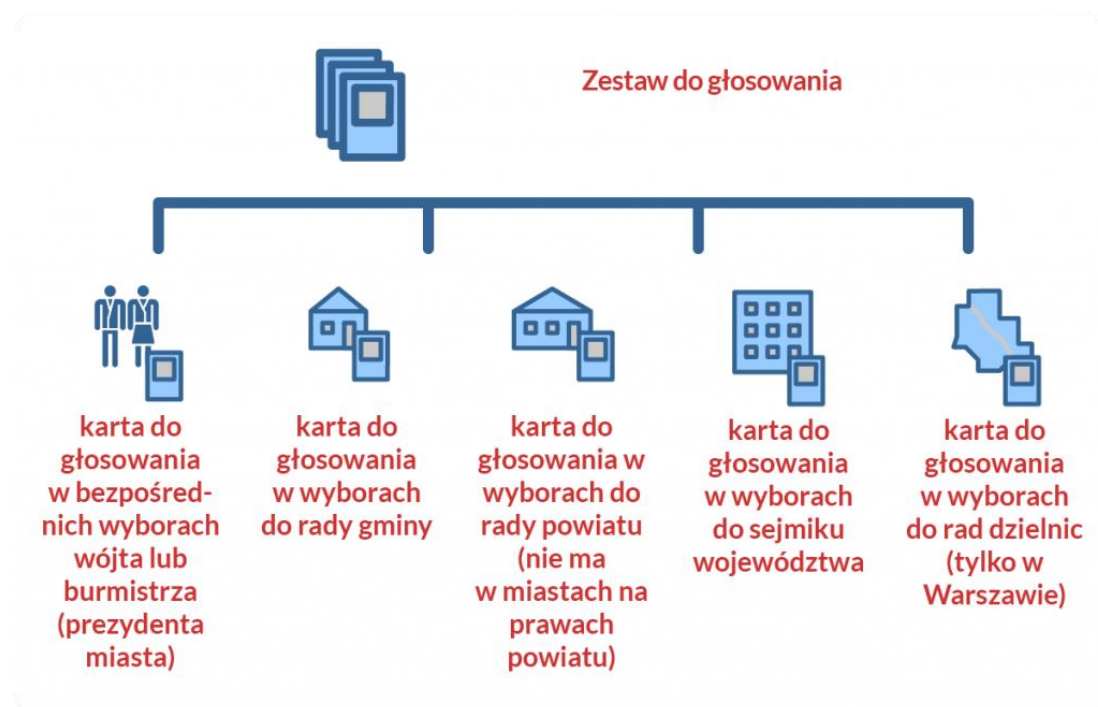 Zestaw do głosowania
karta do
głosowania
w bezpośred-
nich wyborach
wójta lub
burmistrza
(prezydenta
miasta)
karta do
głosowania
w wyborach
do rady gminy
karta do
głosowania w
wyborach do
rady powiatu
(nie ma
w miastach na
prawach
powiatu)
karta do
głosowania
w wyborach
do sejmiku
województwa
karta do
głosowania
w wyborach
do rad dzielnic
(tylko w
Warszawie)